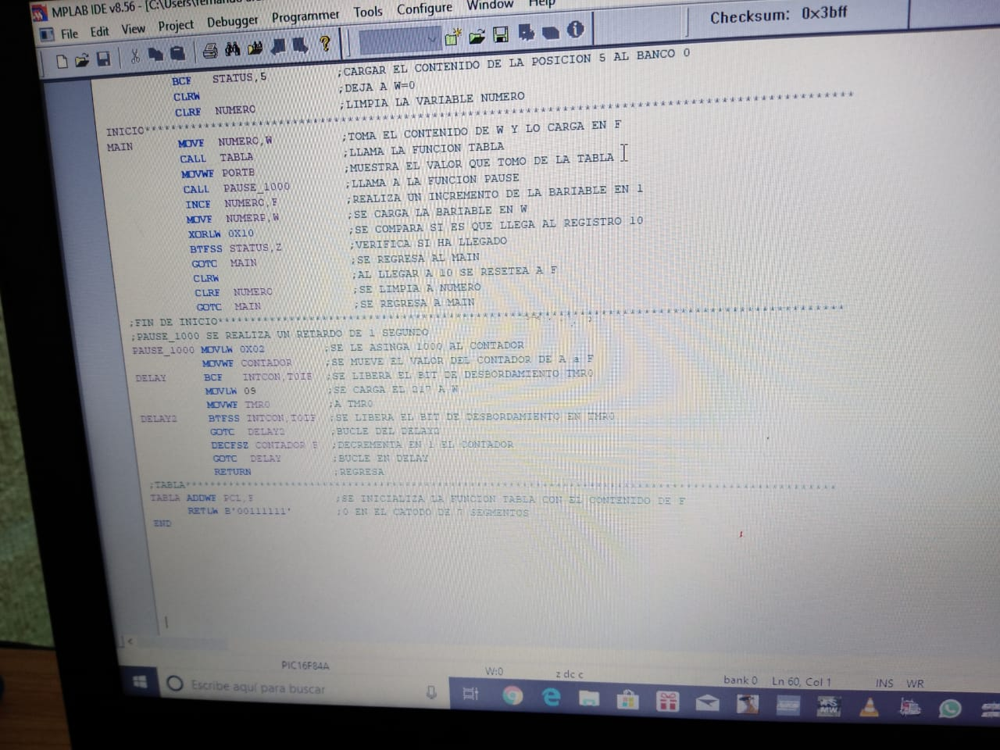 MPLAB IDE v8.56 - [C:\Users\fernando
File Edit View Project Debugger Programmer Tools Configure Window Help
Checksum: 0x3bff
BCF STATUS,5 ;CARGAR EL CONTENIDO DE LA POSICION 5 AL BANCO 0
CLRW ;DEJA A W=0
CLRF NUMERO ;LIMPIA LA VARIABLE NUMERO
INICIO****************************************************************************************************
MAIN MOVF NUMERO,W ;TOMA EL CONTENIDO DE W Y LO CARGA EN F
CALL TABLA ;LLAMA LA FUNCION TABLA
MOVWF PORTB ;MUESTRA EL VALOR QUE TOMO DE LA TABLA
CALL PAUSE_1000 ;LLAMA A LA FUNCION PAUSE
INCF NUMERO,F ;REALIZA UN INCREMENTO DE LA BARIABLE EN 1
MOVF NUMERF,W ;SE CARGA LA BARIABLE EN W
XORLW 0X10 ;SE COMPARA SI ES QUE LLEGA AL REGISTRO 10
BTFSS STATUS,Z ;VERIFICA SI HA LLEGADO
GOTO MAIN ;SE REGRESA AL MAIN
CLRW ;AL LLEGAR A 10 SE RESETEA A F
CLRF NUMERO ;SE LIMPIA A NUMERO
GOTO MAIN ;SE REGRESA A MAIN
;FIN DE INICIO****************************************************************************************
;PAUSE_1000 SE REALIZA UN RETARDO DE 1 SEGUNDO
PAUSE_1000 MOVLW 0X02 ;SE LE ASINGA 1000 AL CONTADOR
MOVWF CONTADOR ;SE MUEVE EL VALOR DEL CONTADOR DE A a F
DELAY BCF INTCON,T0IF ;SE LIBERA EL BIT DE DESBORDAMIENTO TMR0
MOVLW 09 ;SE CARGA EL 217 A W
MOVWF TMR0 ;A TMR0
DELAY2 BTFSS INTCON,T0IF ;SE LIBERA EL BIT DE DESBORDAMIENTO EN TMR0
GOTO DELAY2 ;BUCLE DEL DELAY2
DECFSZ CONTADOR F ;DECREMENTA EN 1 EL CONTADOR
GOTO DELAY ;BUCLE EN DELAY
RETURN ;REGRESA
;TABLA****************************************************************************************************
TABLA ADDWF PCL,F ;SE INICIALIZA LA FUNCION TABLA CON EL CONTENIDO DE F
RETLW B'00111111' ;0 EN EL CATODO DE 7 SEGMENTOS
END
PIC16F84A W:0 z dc c bank 0 Ln 60, Col 1 INS WR
Escribe aquí para buscar